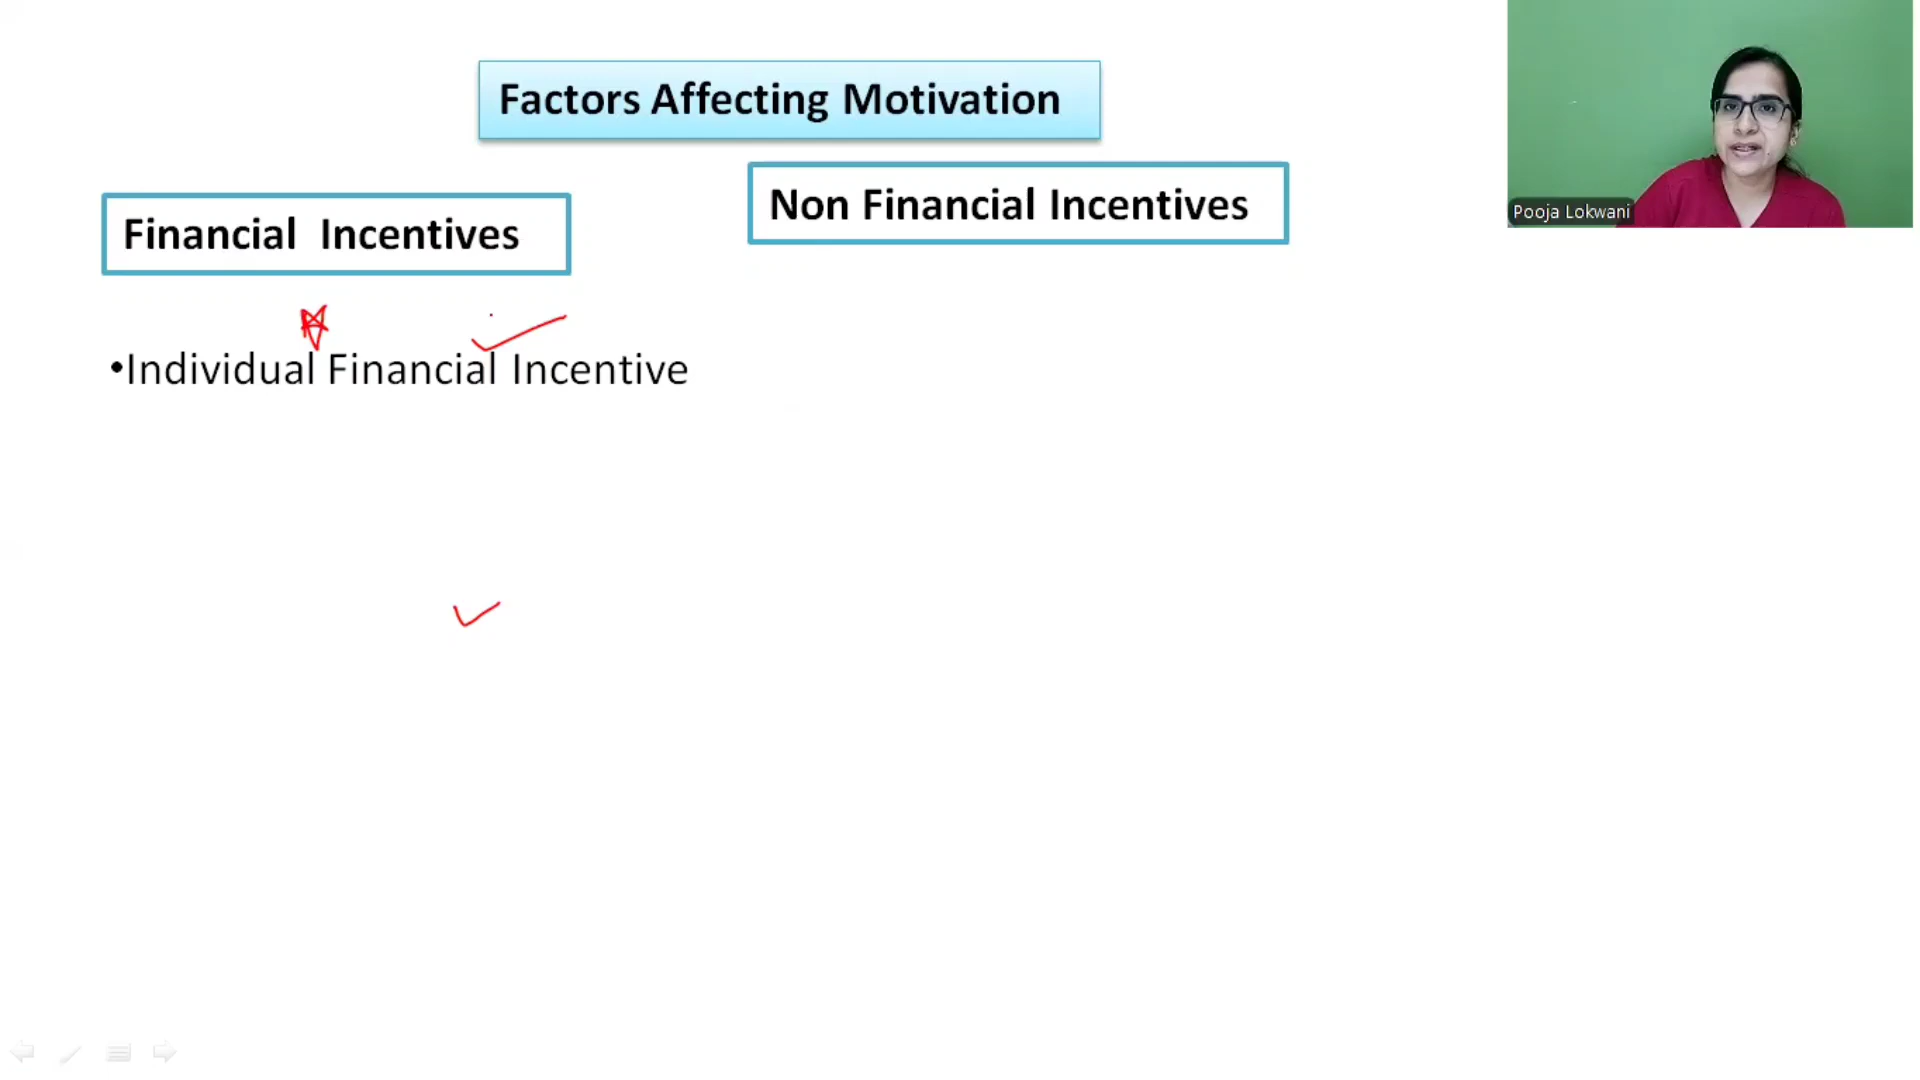 Factors Affecting Motivation
Non Financial Incentives
Financial Incentives
•Individual Financial Incentive
Pooja Lokwani